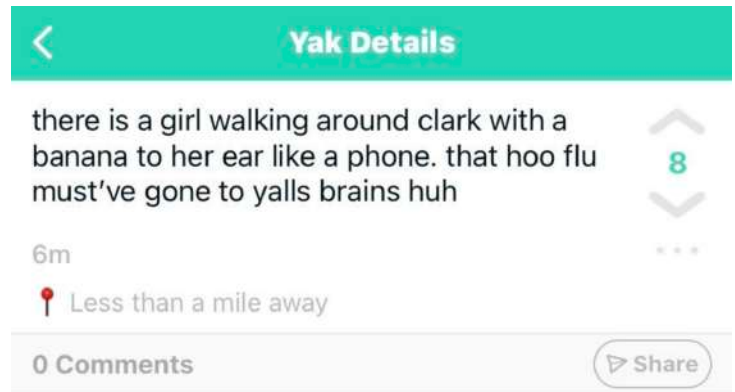 Yak Details
there is a girl walking around clark with a
banana to her ear like a phone. that hoo flu
must've gone to yalls brains huh
8
6m
Less than a mile away
0 Comments
Share